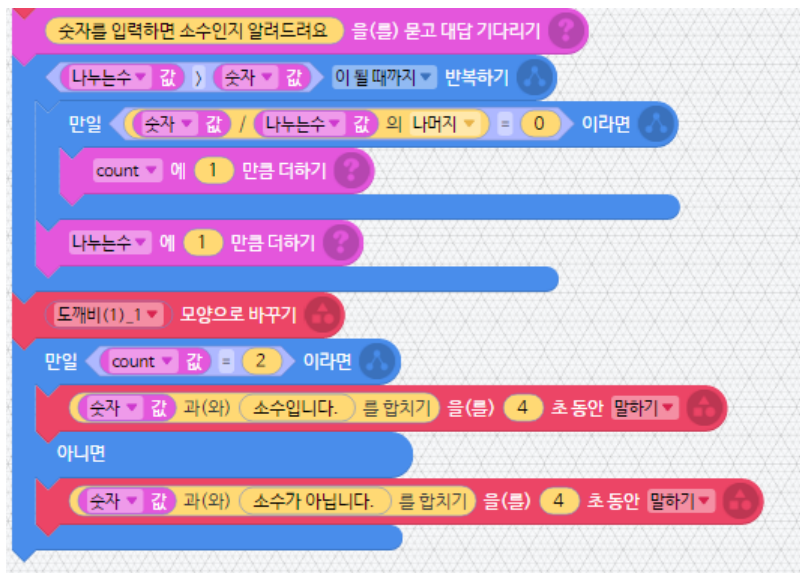 숫자를 입력하면 소수인지 알려드려요 을(를) 묻고 대답 기다리기 ?
나누는수 값 > 숫자 값 이 될 때까지 반복하기
만일 숫자 값 / 나누는수 값 의 나머지 = 0 이라면
count 에 1 만큼 더하기 ?
나누는수 에 1 만큼 더하기 ?
도깨비(1)_1 모양으로 바꾸기
만일 count 값 = 2 이라면
숫자 값 과(와) 소수입니다. 를 합치기 을(를) 4 초 동안 말하기
아니면
숫자 값 과(와) 소수가 아닙니다. 를 합치기 을(를) 4 초 동안 말하기